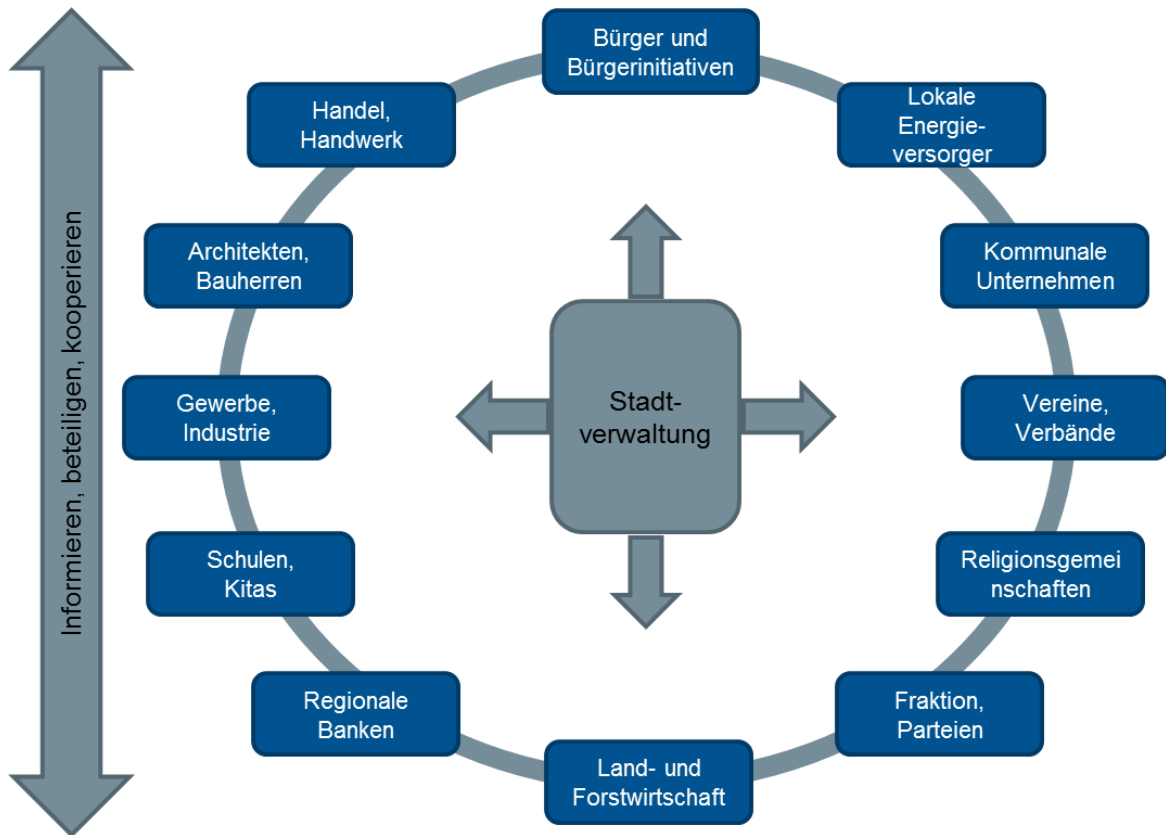 Informieren, beteiligen, kooperieren
Bürger und
Bürgerinitiativen
Lokale
Energie-
versorger
Kommunale
Unternehmen
Vereine,
Verbände
Religionsgemei
nschaften
Fraktion,
Parteien
Land- und
Forstwirtschaft
Regionale
Banken
Schulen,
Kitas
Gewerbe,
Industrie
Architekten,
Bauherren
Handel,
Handwerk
Stadt-
verwaltung